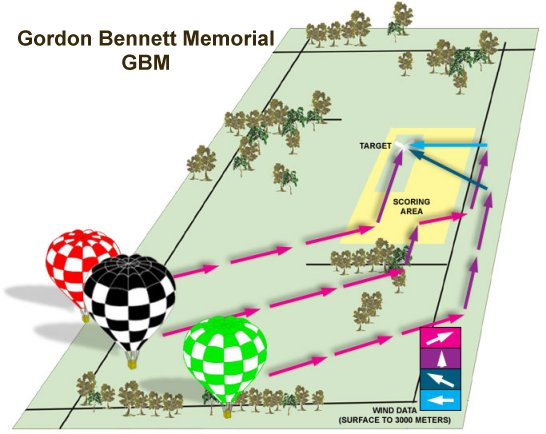 Gordon Bennett Memorial
GBM
TARGET
SCORING
AREA
WIND DATA
(SURFACE TO 3000 METERS)